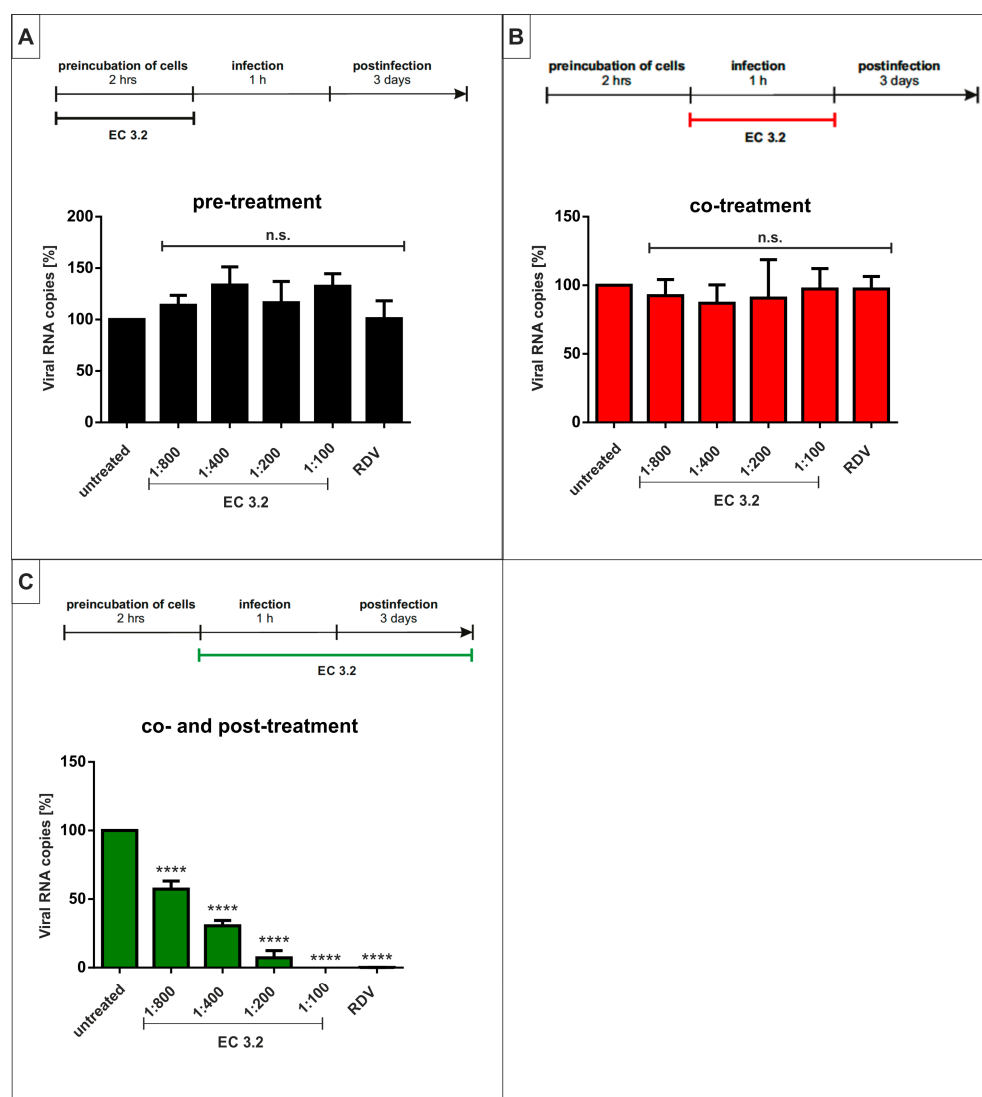 A
preincubation of cells infection postinfection
2 hrs 1 h 3 days
EC 3.2
pre-treatment
Viral RNA copies [%]
200
150
100
50
0
n.s.
untreated 1:800 1:400 1:200 1:100 RDV
EC 3.2
B
preincubation of cells infection postinfection
2 hrs 1 h 3 days
EC 3.2
co-treatment
Viral RNA copies [%]
150
100
50
0
n.s.
untreated 1:800 1:400 1:200 1:100 RDV
EC 3.2
C
preincubation of cells infection postinfection
2 hrs 1 h 3 days
EC 3.2
co- and post-treatment
Viral RNA copies [%]
150
100
50
0
**** **** **** **** ****
untreated 1:800 1:400 1:200 1:100 RDV
EC 3.2